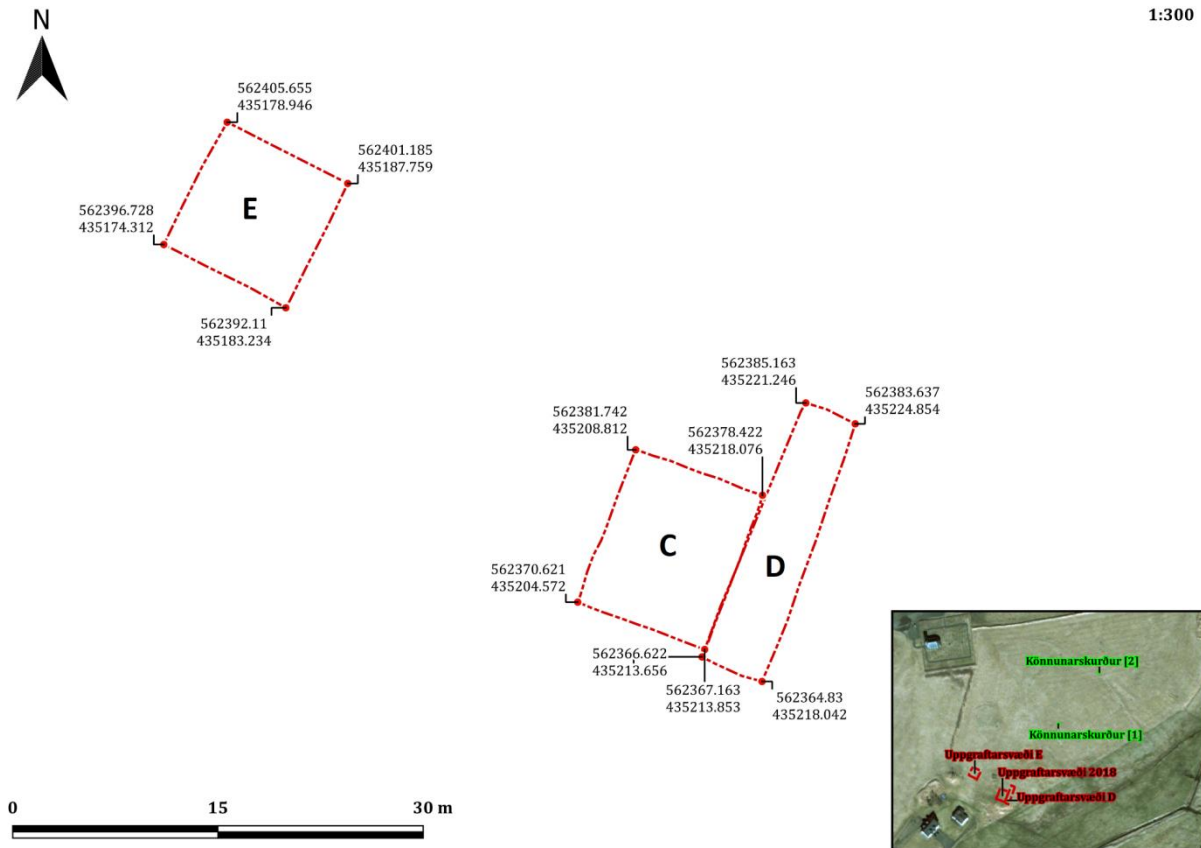 N
1:300
562405.655
435178.946
562401.185
435187.759
562396.728
435174.312
E
562392.11
435183.234
562385.163
435221.246
562383.637
435224.854
562381.742
435208.812
562378.422
435218.076
C
D
562370.621
435204.572
562366.622
435213.656
562367.163
435213.853
562364.83
435218.042
Könnunarskurður [2]
Könnunarskurður [1]
Uppgraftarsvæði E
Uppgraftarsvæði 2018
Uppgraftarsvæði D
0 15 30 m